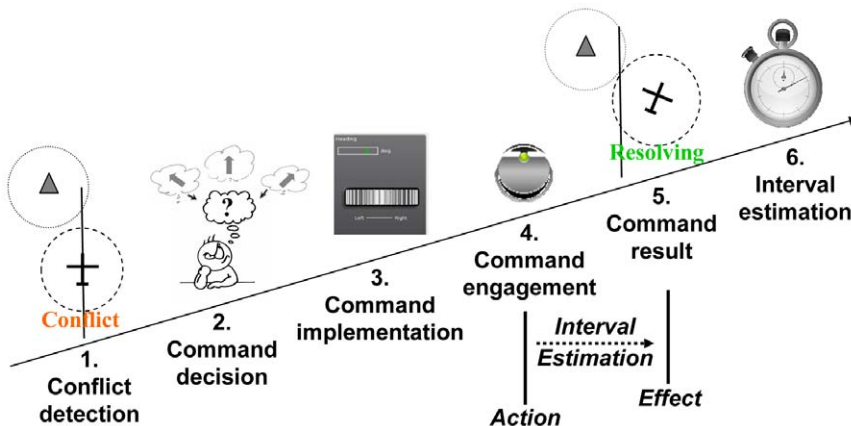 Conflict
1.
Conflict
detection
?
2.
Command
decision
Heading
deg
Left
Right
3.
Command
implementation
4.
Command
engagement
Resolving
5.
Command
result
6.
Interval
estimation
Interval
Estimation
Action
Effect